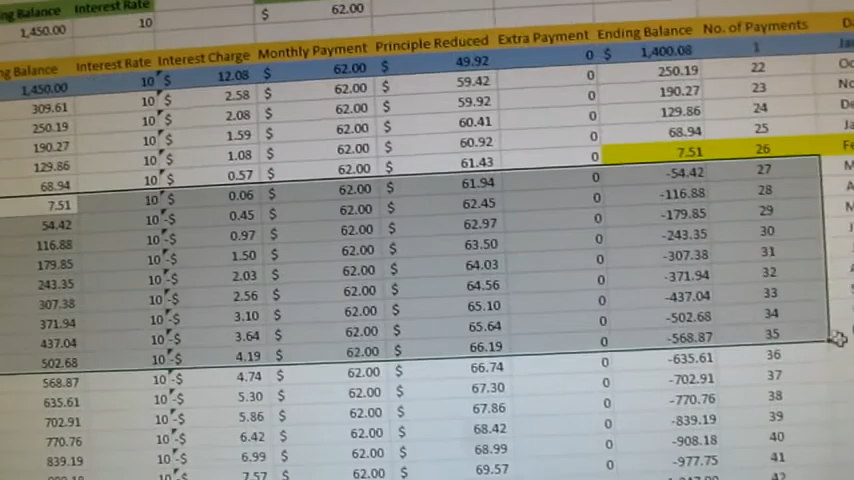 ng Balance Interest Rate
1,450.00 10 $ 62.00
ng Balance Interest Rate Interest Charge Monthly Payment Principle Reduced Extra Payment Ending Balance No. of Payments
1,450.00 10 $ 12.08 $ 62.00 $ 49.92 0 $ 1,400.08 1
309.61 10 $ 2.58 $ 62.00 $ 59.42 0 250.19 22
250.19 10 $ 2.08 $ 62.00 $ 59.92 0 190.27 23
190.27 10 $ 1.59 $ 62.00 $ 60.41 0 129.86 24
129.86 10 $ 1.08 $ 62.00 $ 60.92 0 68.94 25
68.94 10 $ 0.57 $ 62.00 $ 61.43 0 7.51 26
7.51 10 $ 0.06 $ 62.00 $ 61.94 0 -54.42 27
54.42 10 -$ 0.45 $ 62.00 $ 62.45 0 -116.88 28
116.88 10 -$ 0.97 $ 62.00 $ 62.97 0 -179.85 29
179.85 10 -$ 1.50 $ 62.00 $ 63.50 0 -243.35 30
243.35 10 -$ 2.03 $ 62.00 $ 64.03 0 -307.38 31
307.38 10 -$ 2.56 $ 62.00 $ 64.56 0 -371.94 32
371.94 10 -$ 3.10 $ 62.00 $ 65.10 0 -437.04 33
437.04 10 -$ 3.64 $ 62.00 $ 65.64 0 -502.68 34
502.68 10 -$ 4.19 $ 62.00 $ 66.19 0 -568.87 35
568.87 10 -$ 4.74 $ 62.00 $ 66.74 0 -635.61 36
635.61 10 -$ 5.30 $ 62.00 $ 67.30 0 -702.91 37
702.91 10 -$ 5.86 $ 62.00 $ 67.86 0 -770.76 38
770.76 10 -$ 6.42 $ 62.00 $ 68.42 0 -839.19 39
839.19 10 -$ 6.99 $ 62.00 $ 68.99 0 -908.18 40
10 -$ 7.57 $ 62.00 $ 69.57 0 -977.75 41